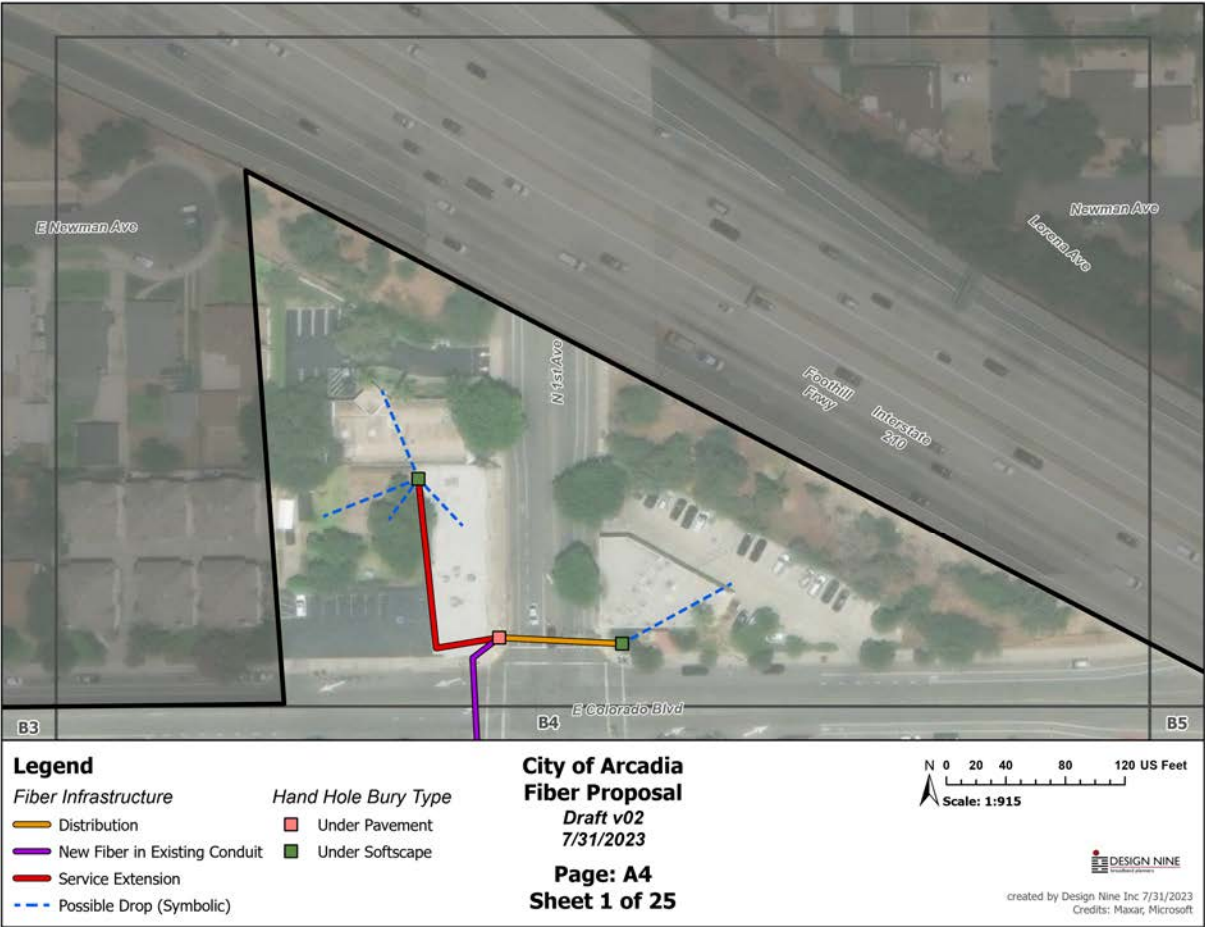 E Newman Ave
Newman Ave
Lorena Ave
N 1st Ave
Foothill
Frwy
Interstate
210
E Colorado Blvd
B3
B4
B5
Legend
Fiber Infrastructure
Distribution
New Fiber in Existing Conduit
Service Extension
Possible Drop (Symbolic)
Hand Hole Bury Type
Under Pavement
Under Softscape
City of Arcadia
Fiber Proposal
Draft v02
7/31/2023
Page: A4
Sheet 1 of 25
N 0 20 40 80 120 US Feet
Scale: 1:915
DESIGN NINE
broadband planners
created by Design Nine Inc 7/31/2023
Credits: Maxar, Microsoft